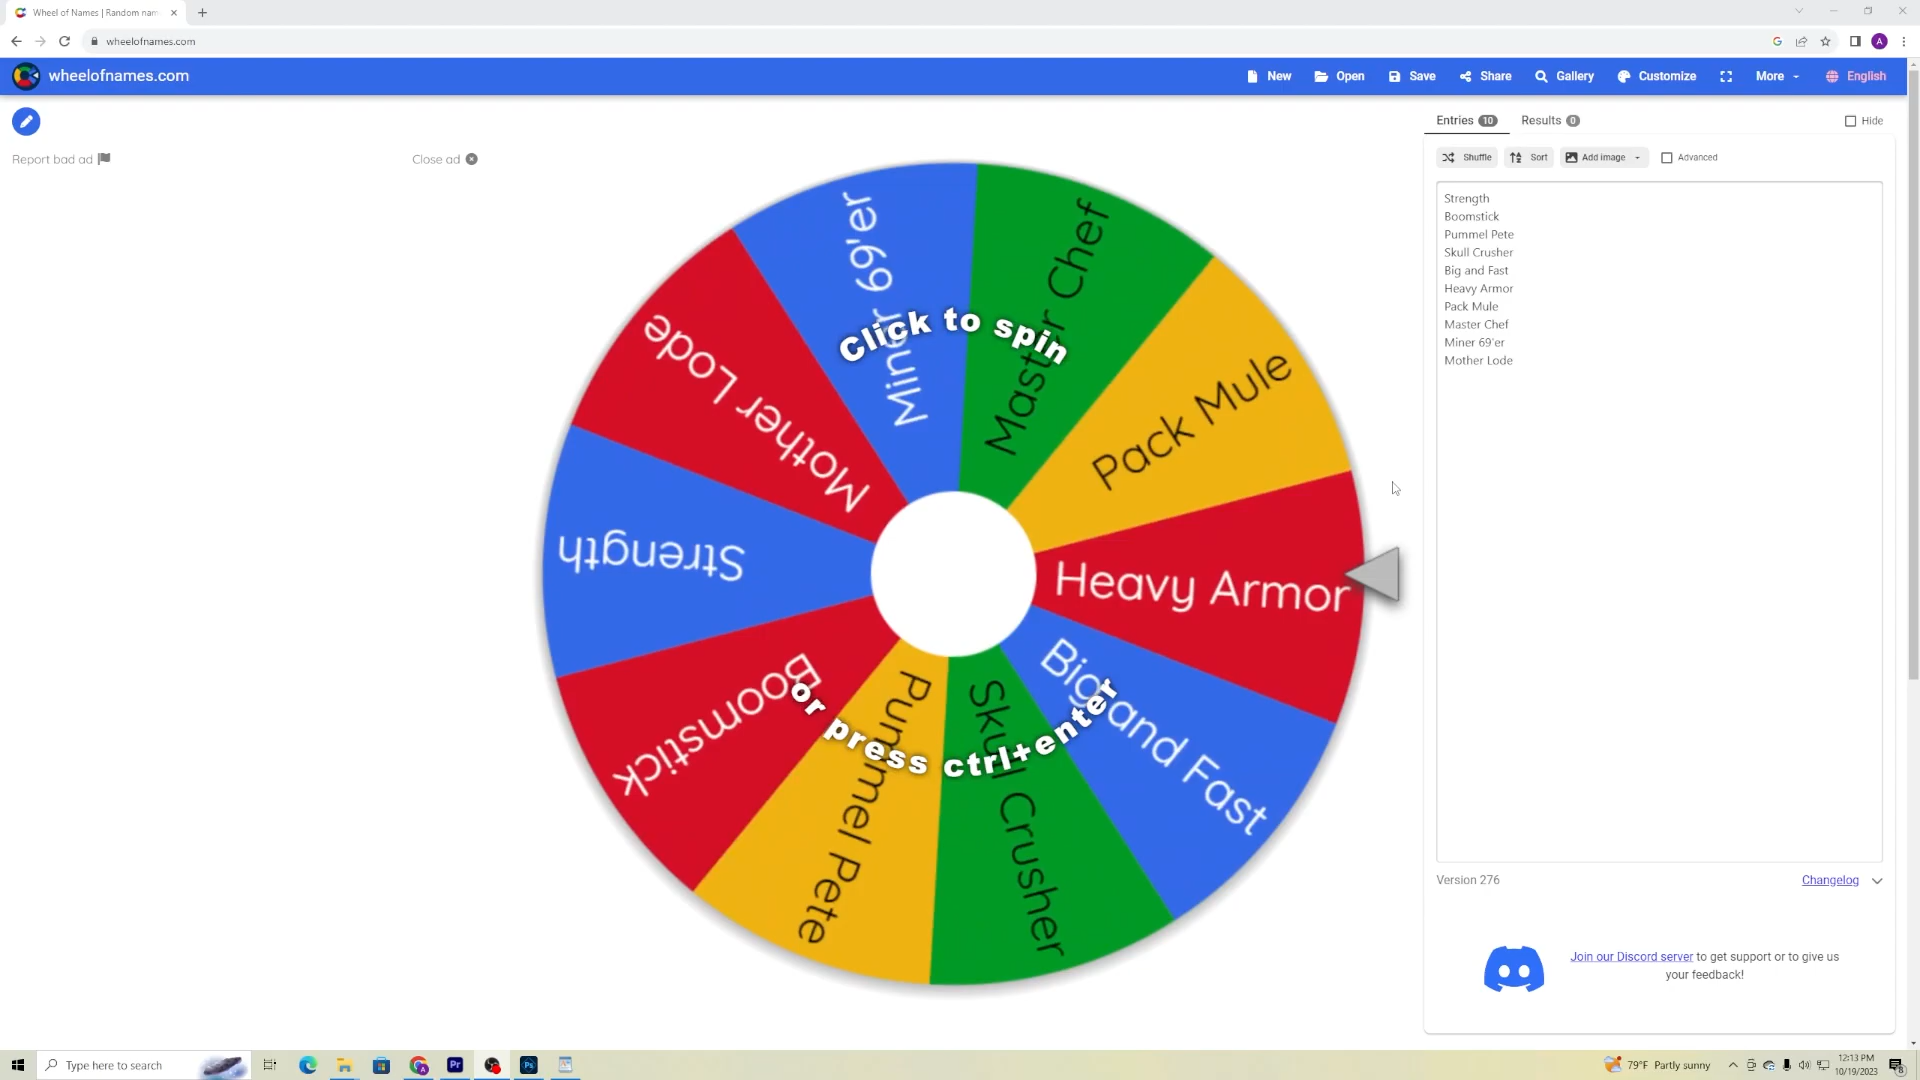 Wheel of Names | Random nam
wheelofnames.com
A
wheelofnames.com
New
Open
Save
Share
Gallery
Customize
More
English
Report bad ad
Close ad
Entries 10
Results 0
Hide
Shuffle
Sort
Add image
Advanced
Strength
Boomstick
Pummel Pete
Skull Crusher
Big and Fast
Heavy Armor
Pack Mule
Master Chef
Miner 69'er
Mother Lode
Miner 69'er
Master Chef
Pack Mule
Heavy Armor
Big and Fast
Skull Crusher
Pummel Pete
Boomstick
Strength
Mother Lode
Click to spin
or press ctrl+enter
Version 276
Changelog
Join our Discord server to get support or to give us
your feedback!
Type here to search
Pr
Ps
79°F Partly sunny
12:13 PM
10/19/2023